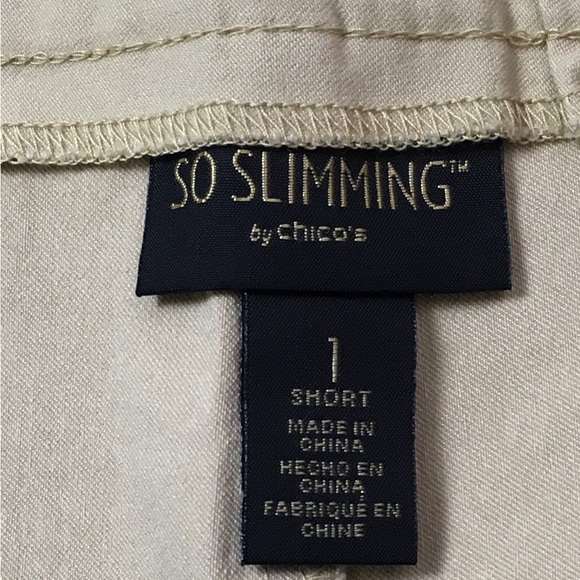 SO SLIMMING™
by chico's
1
SHORT
MADE IN
CHINA
HECHO EN
CHINA
FABRIQUÉ EN
CHINE